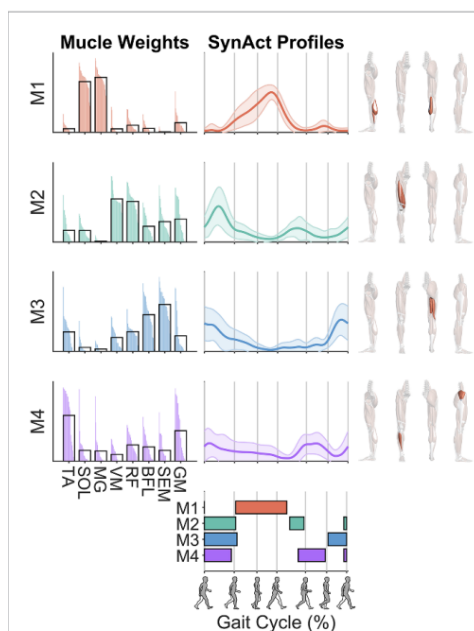 Mucle Weights SynAct Profiles
M1
M2
M3
M4
TA SOL MG VM RF BFL SEM GM
M1
M2
M3
M4
Gait Cycle (%)